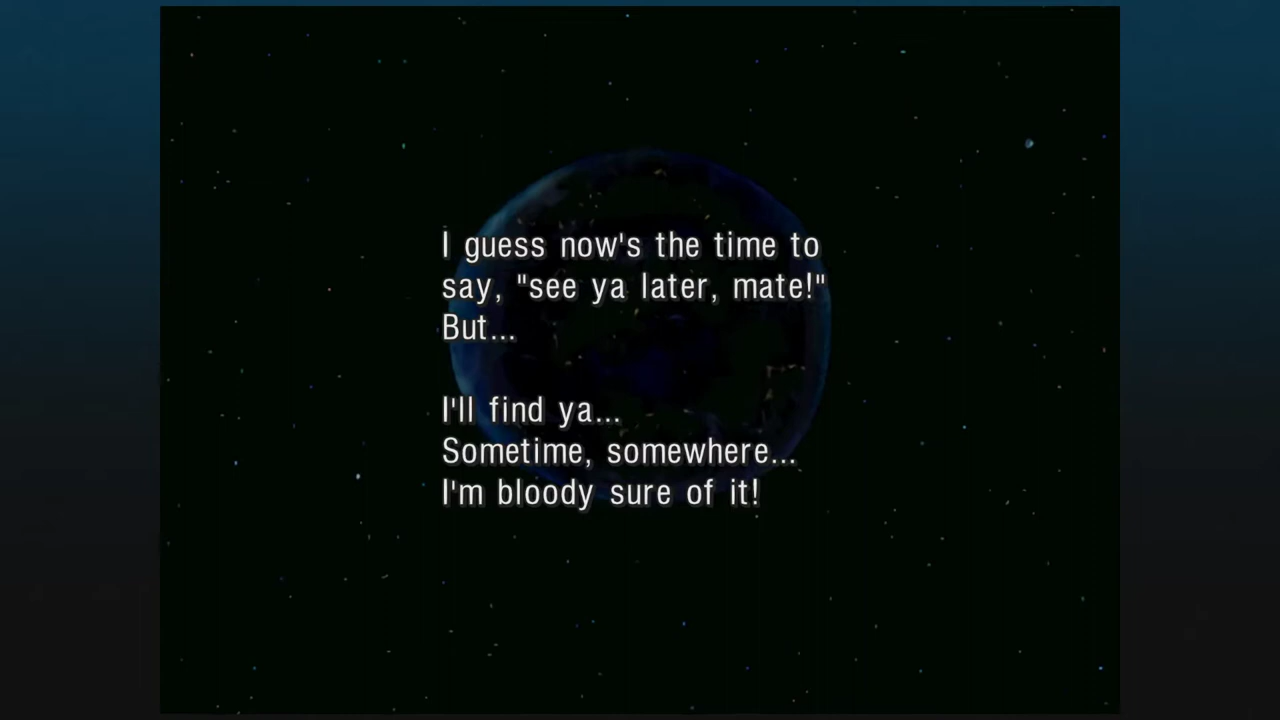 I guess now's the time to
say, "see ya later, mate!"
But...
I'll find ya...
Sometime, somewhere...
I'm bloody sure of it!